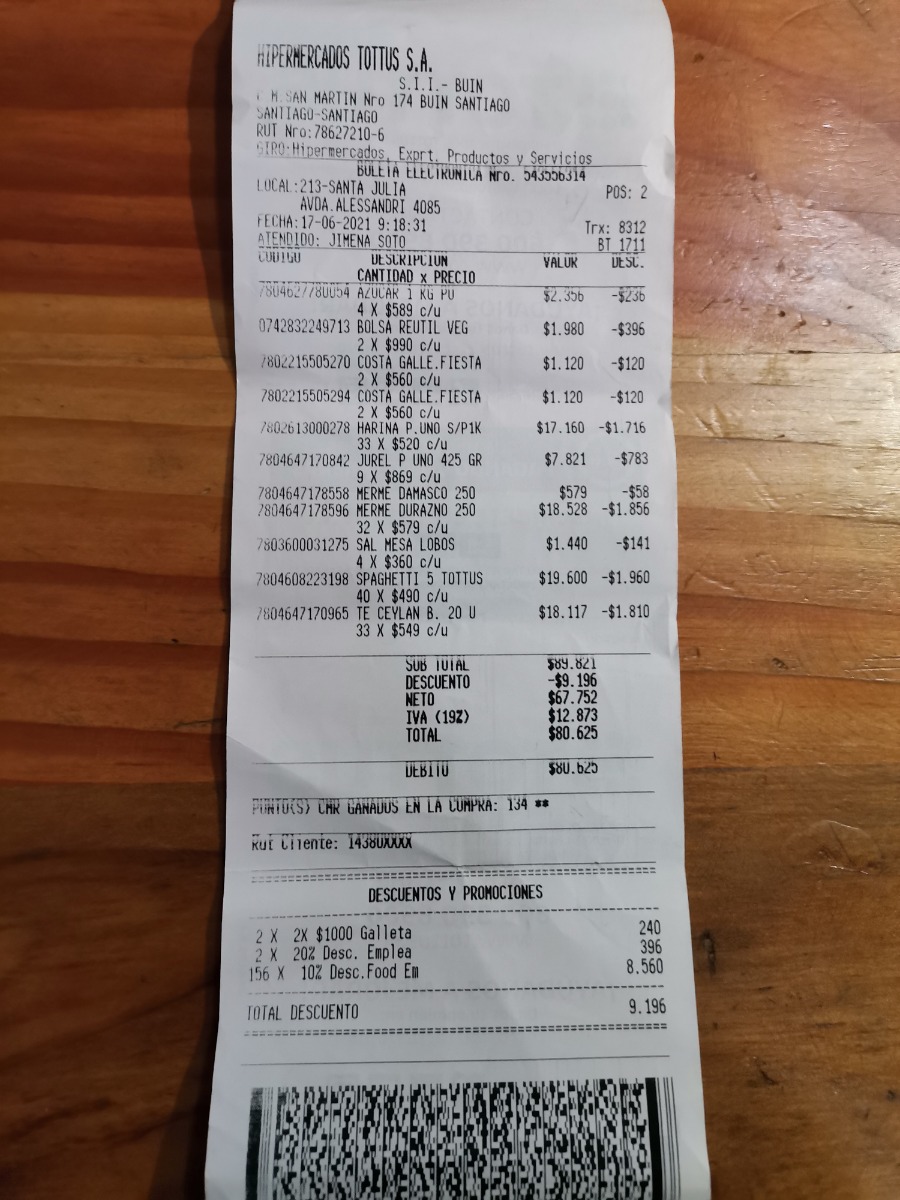 HIPERMERCADOS TOTTUS S.A.
S.I.I.- BUIN
M.SAN MARTIN Nro 174 BUIN SANTIAGO
SANTIAGO-SANTIAGO
RUT Nro:78627210-6
GIRO:Hipermercados, Exprt. Productos y Servicios
BOLETA ELECTRONICA Nro. 543556314
LOCAL:213-SANTA JULIA POS: 2
AVDA.ALESSANDRI 4085
FECHA:17-06-2021 9:18:31 Trx: 8312
ATENDIDO: JIMENA SOTO BT 1711
CODIGO DESCRIPCION VALOR DESC.
CANTIDAD x PRECIO
7804627780054 AZUCAR 1 KG PU $2.356 -$236
4 X $589 c/u
0742832249713 BOLSA REUTIL VEG $1.980 -$396
2 X $990 c/u
7802215505270 COSTA GALLE.FIESTA $1.120 -$120
2 X $560 c/u
7802215505294 COSTA GALLE.FIESTA $1.120 -$120
2 X $560 c/u
7802613000278 HARINA P.UNO S/P1K $17.160 -$1.716
33 X $520 c/u
7804647170842 JUREL P UNO 425 GR $7.821 -$783
9 X $869 c/u
7804647178558 MERME DAMASCO 250 $579 -$58
7804647178596 MERME DURAZNO 250 $18.528 -$1.856
32 X $579 c/u
7803600031275 SAL MESA LOBOS $1.440 -$141
4 X $360 c/u
7804608223198 SPAGHETTI 5 TOTTUS $19.600 -$1.960
40 X $490 c/u
7804647170965 TE CEYLAN B. 20 U $18.117 -$1.810
33 X $549 c/u
SUB TOTAL $89.821
DESCUENTO -$9.196
NETO $67.752
IVA (19%) $12.873
TOTAL $80.625
DEBITO $80.625
PUNTO(S) CMR GANADOS EN LA COMPRA: 134 **
Rut Cliente: 14380XXXX
DESCUENTOS Y PROMOCIONES
2 X 2X $1000 Galleta 240
2 X 20% Desc. Emplea 396
156 X 10% Desc.Food Em 8.560
TOTAL DESCUENTO 9.196